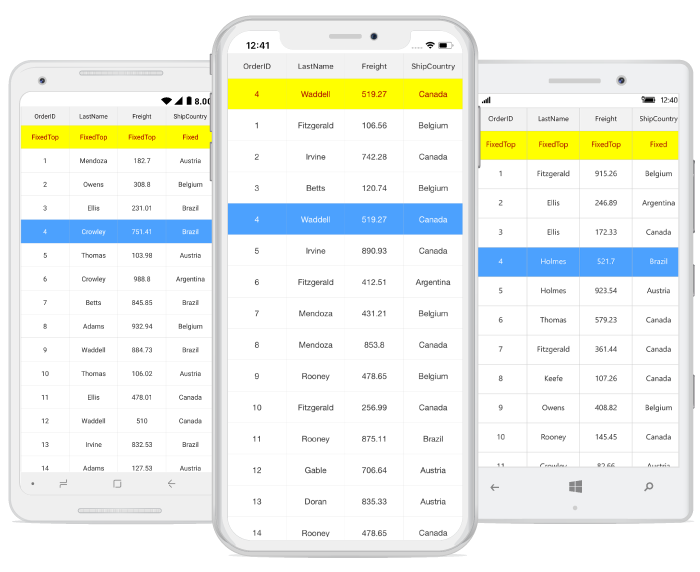 8.00
OrderID LastName Freight ShipCountry
FixedTop FixedTop FixedTop Fixed
1 Mendoza 182.7 Austria
2 Owens 308.8 Belgium
3 Ellis 231.01 Brazil
4 Crowley 751.41 Brazil
5 Thomas 103.98 Austria
6 Crowley 988.8 Argentina
7 Betts 845.85 Brazil
8 Adams 932.94 Belgium
9 Waddell 884.73 Brazil
10 Thomas 106.02 Austria
11 Ellis 478.01 Canada
12 Waddell 510 Canada
13 Irvine 832.53 Brazil
14 Adams 127.53 Austria
12:41
OrderID LastName Freight ShipCountry
4 Waddell 519.27 Canada
1 Fitzgerald 106.56 Belgium
2 Irvine 742.28 Canada
3 Betts 120.74 Belgium
4 Waddell 519.27 Canada
5 Irvine 890.93 Canada
6 Fitzgerald 412.51 Argentina
7 Mendoza 431.21 Belgium
8 Mendoza 853.8 Canada
9 Rooney 478.65 Belgium
10 Fitzgerald 256.99 Canada
11 Rooney 875.11 Brazil
12 Gable 706.64 Austria
13 Doran 835.33 Austria
14 Rooney 478.65 Canada
12:40
OrderID LastName Freight ShipCountry
FixedTop FixedTop FixedTop Fixed
1 Fitzgerald 915.26 Belgium
2 Ellis 246.89 Argentina
3 Ellis 172.33 Canada
4 Holmes 521.7 Brazil
5 Holmes 923.54 Austria
6 Thomas 579.23 Canada
7 Fitzgerald 361.44 Canada
8 Keefe 107.26 Canada
9 Owens 408.82 Belgium
10 Rooney 145.45 Canada
11 Crowley 82.66 Austria